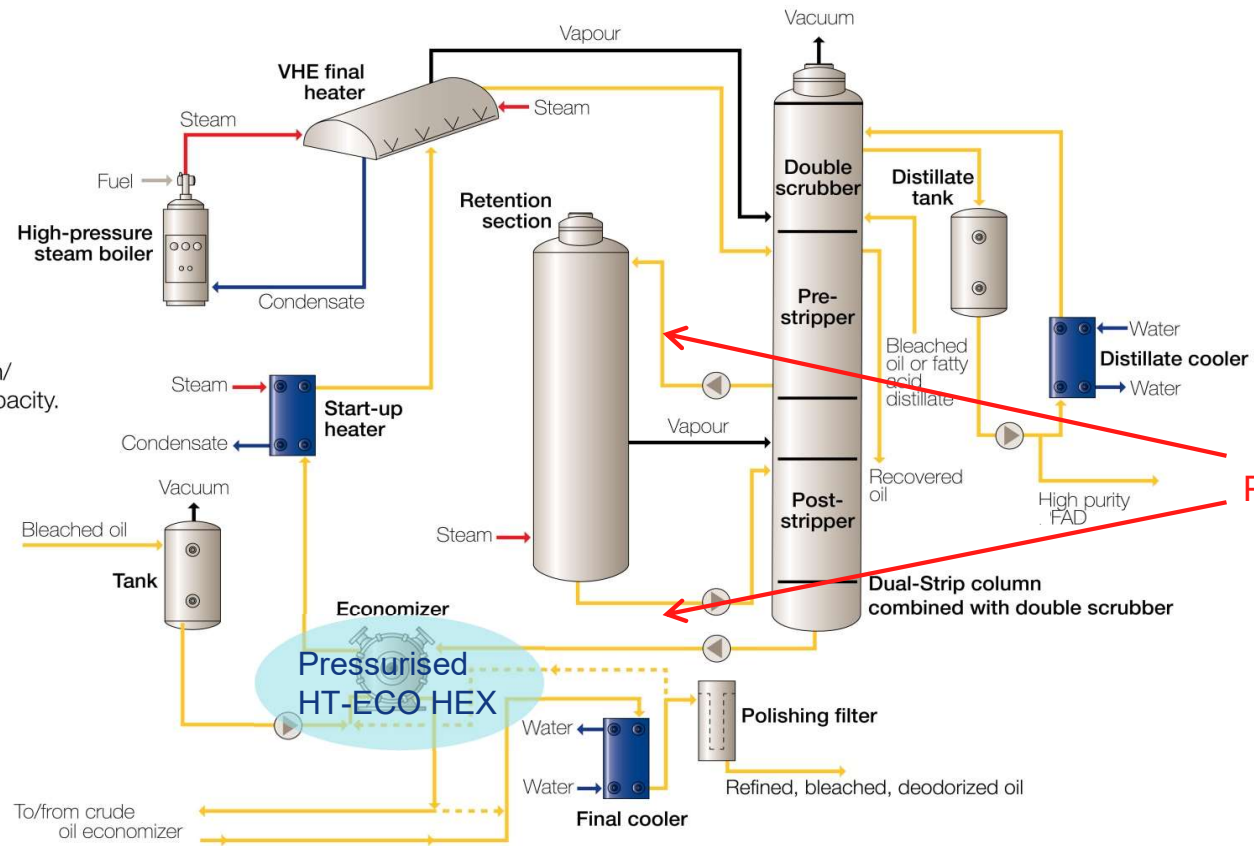 Vacuum
Vapour
VHE final
heater
Steam
Steam
Fuel
High-pressure
steam boiler
Condensate
Retention
section
Double
scrubber
Distillate
tank
Pre-
stripper
Bleached
oil or fatty
acid
distillate
Water
Distillate cooler
Water
n/
pacity.
Steam
Start-up
heater
Condensate
Vapour
Vacuum
Bleached oil
Tank
Steam
Post-
stripper
Recovered
oil
High purity
FAD
P
Dual-Strip column
combined with double scrubber
Economizer
Pressurised
HT-ECO HEX
Water
Water
Final cooler
Polishing filter
Refined, bleached, deodorized oil
To/from crude
oil economizer